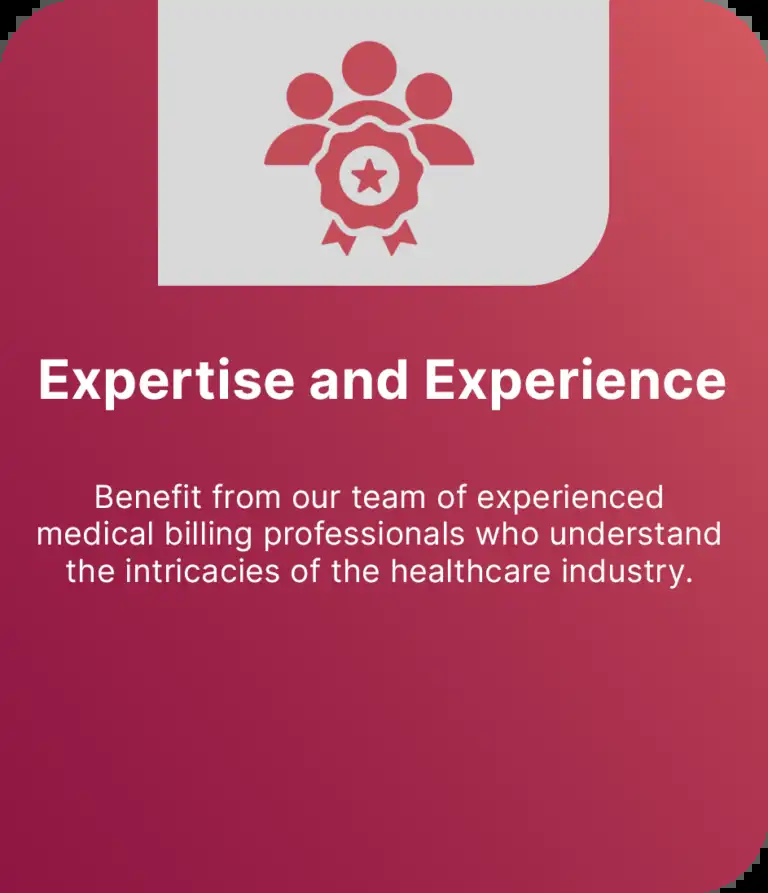 Expertise and Experience
Benefit from our team of experienced
medical billing professionals who understand
the intricacies of the healthcare industry.